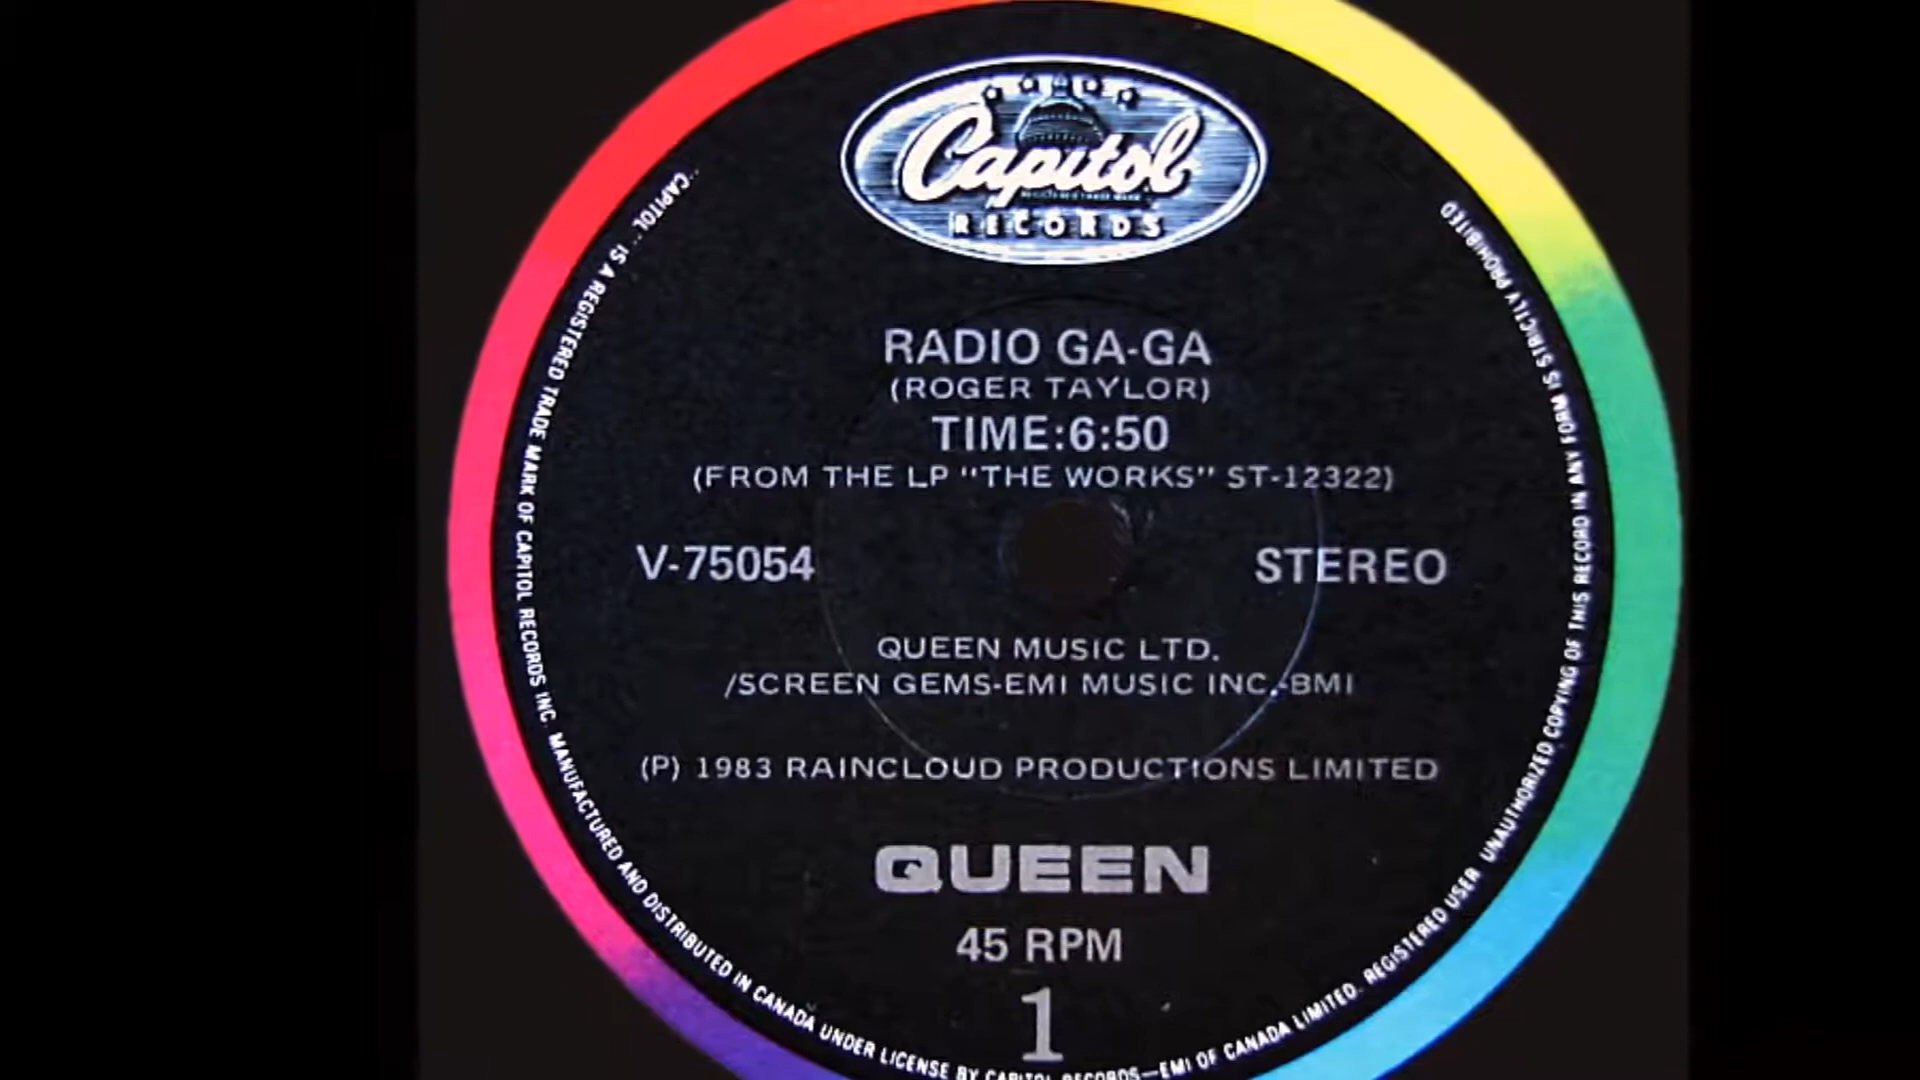 Capitol
RECORDS
RADIO GA-GA
(ROGER TAYLOR)
TIME:6:50
(FROM THE LP "THE WORKS" ST-12322)
V-75054
STEREO
QUEEN MUSIC LTD.
/SCREEN GEMS-EMI MUSIC INC.-BMI
(P) 1983 RAINCLOUD PRODUCTIONS LIMITED
QUEEN
45 RPM
1
"CAPITOL" IS A REGISTERED TRADE MARK OF CAPITOL RECORDS INC. MANUFACTURED AND DISTRIBUTED IN CANADA UNDER LICENSE BY CAPITOL RECORDS—EMI OF CANADA LIMITED. REGISTERED USER. UNAUTHORIZED COPYING OF THIS RECORD IN ANY FORM IS STRICTLY PROHIBITED